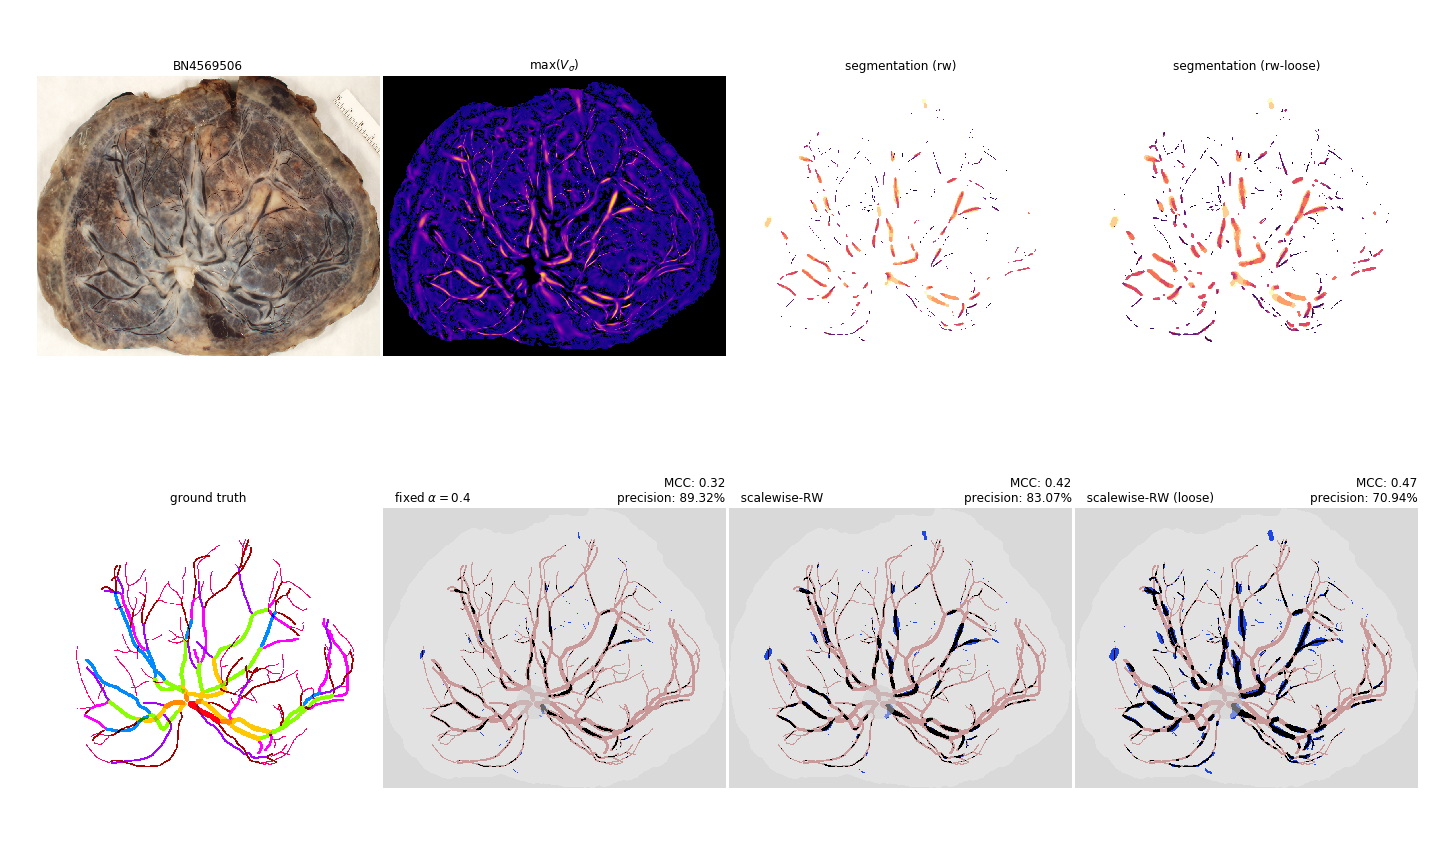 BN4569506
max(V_σ)
segmentation (rw)
segmentation (rw-loose)
ground truth
fixed α = 0.4
MCC: 0.32
precision: 89.32%
scalewise-RW
MCC: 0.42
precision: 83.07%
scalewise-RW (loose)
MCC: 0.47
precision: 70.94%